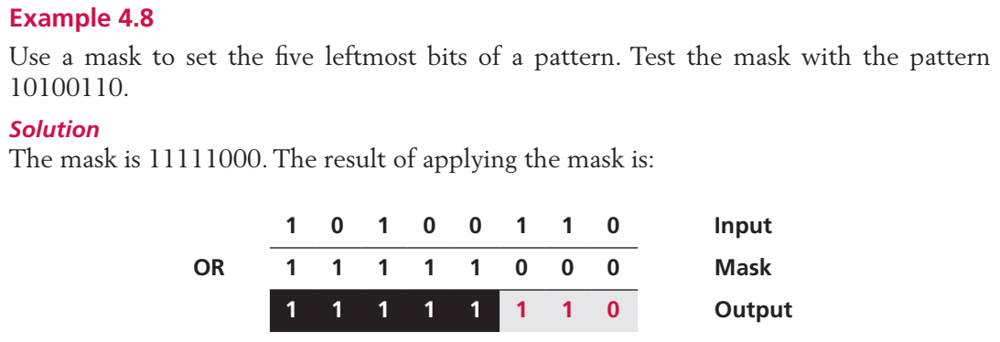 Example 4.8
Use a mask to set the five leftmost bits of a pattern. Test the mask with the pattern
10100110.
Solution
The mask is 11111000. The result of applying the mask is:
1 0 1 0 0 1 1 0 Input
OR 1 1 1 1 1 0 0 0 Mask
1 1 1 1 1 1 1 0 Output